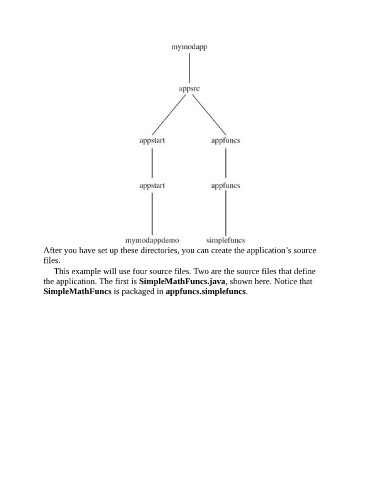 mymodapp
appsrc
appstart appfuncs
appstart appfuncs
mymodappdemo simplefuncs
After you have set up these directories, you can create the application’s source
files.
This example will use four source files. Two are the source files that define
the application. The first is SimpleMathFuncs.java, shown here. Notice that
SimpleMathFuncs is packaged in appfuncs.simplefuncs.